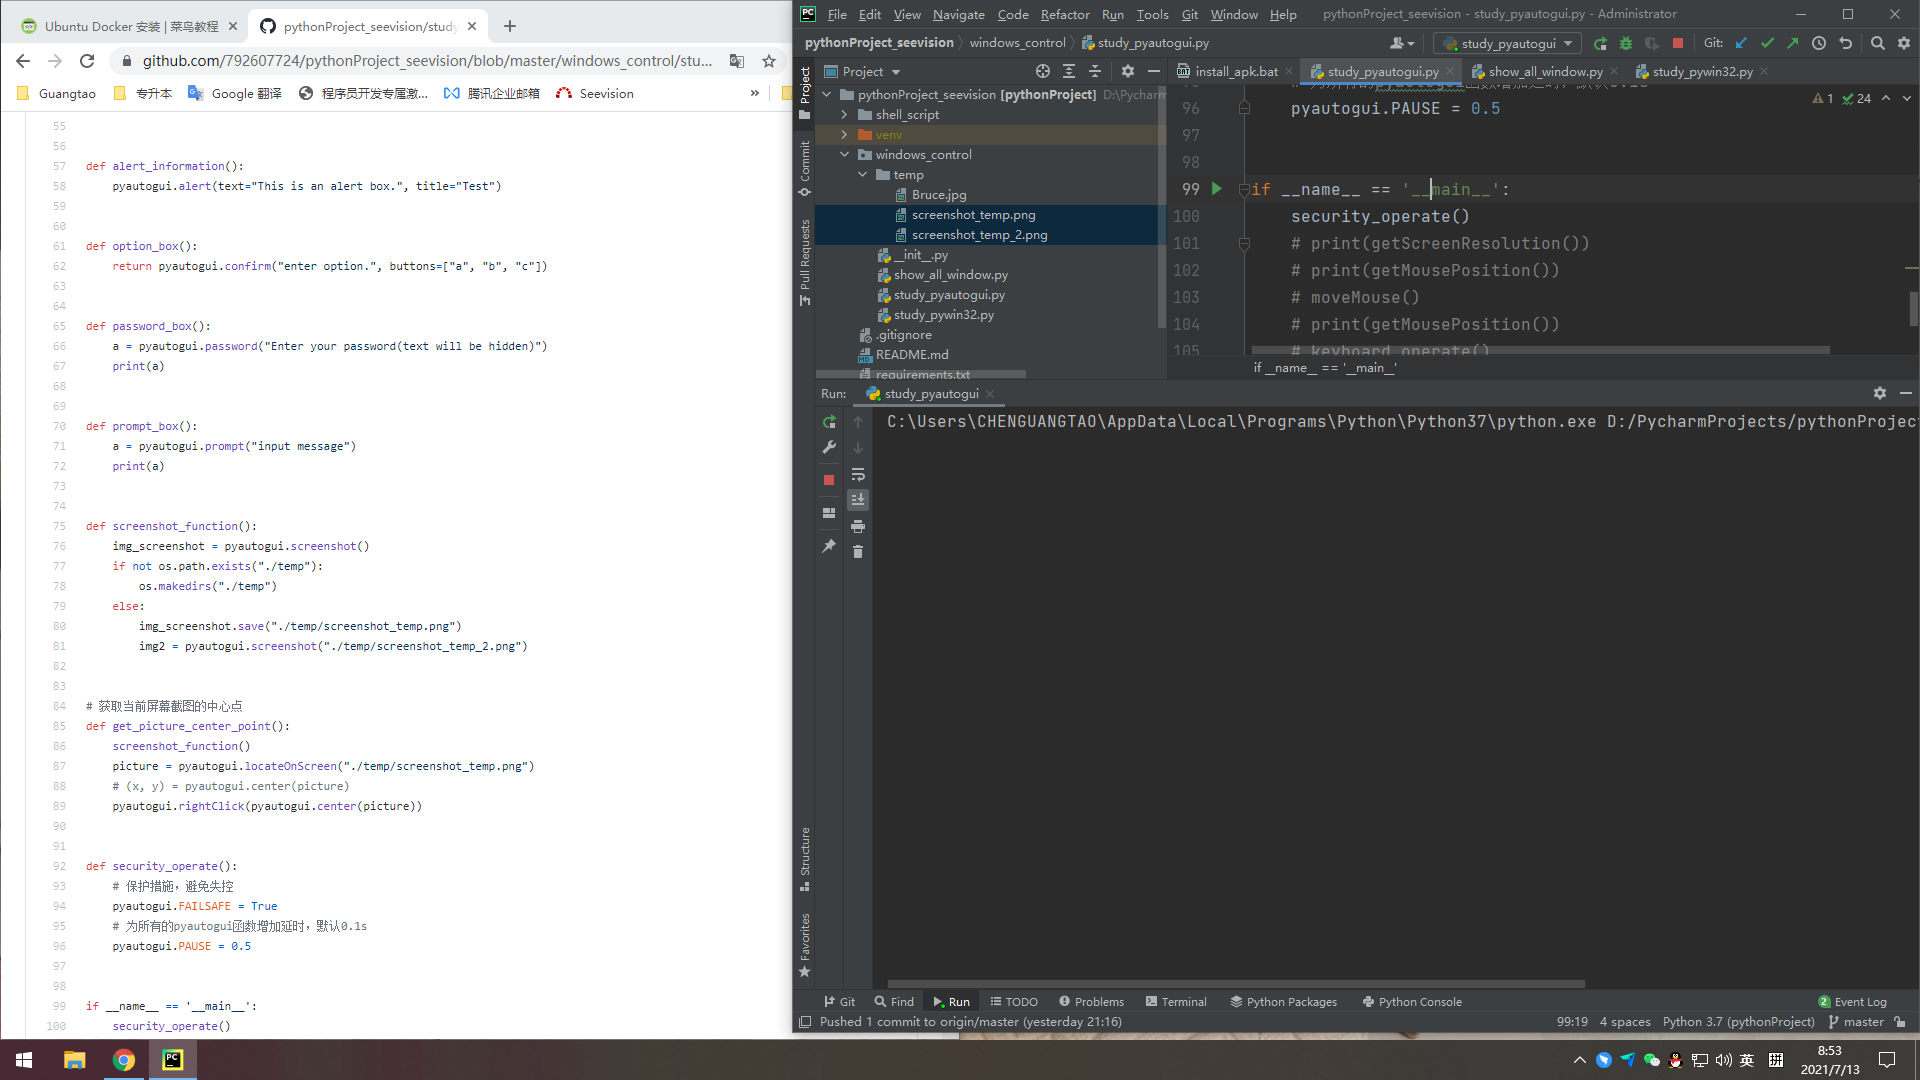 Ubuntu Docker 安装 | 菜鸟教程
pythonProject_seevision/study
github.com/792607724/pythonProject_seevision/blob/master/windows_control/stu...
Guangtao
专升本
Google 翻译
程序员开发专属激...
腾讯企业邮箱
Seevision
»
55
56
57 def alert_information():
58 pyautogui.alert(text="This is an alert box.", title="Test")
59
60
61 def option_box():
62 return pyautogui.confirm("enter option.", buttons=["a", "b", "c"])
63
64
65 def password_box():
66 a = pyautogui.password("Enter your password(text will be hidden)")
67 print(a)
68
69
70 def prompt_box():
71 a = pyautogui.prompt("input message")
72 print(a)
73
74
75 def screenshot_function():
76 img_screenshot = pyautogui.screenshot()
77 if not os.path.exists("./temp"):
78 os.makedirs("./temp")
79 else:
80 img_screenshot.save("./temp/screenshot_temp.png")
81 img2 = pyautogui.screenshot("./temp/screenshot_temp_2.png")
82
83
84 # 获取当前屏幕截图的中心点
85 def get_picture_center_point():
86 screenshot_function()
87 picture = pyautogui.locateOnScreen("./temp/screenshot_temp.png")
88 # (x, y) = pyautogui.center(picture)
89 pyautogui.rightClick(pyautogui.center(picture))
90
91
92 def security_operate():
93 # 保护措施，避免失控
94 pyautogui.FAILSAFE = True
95 # 为所有的pyautogui函数增加延时，默认0.1s
96 pyautogui.PAUSE = 0.5
97
98
99 if __name__ == '__main__':
100 security_operate()
PC File Edit View Navigate Code Refactor Run Tools Git Window Help pythonProject_seevision - study_pyautogui.py - Administrator
pythonProject_seevision windows_control study_pyautogui.py
study_pyautogui
Git:
Project
install_apk.bat
study_pyautogui.py
show_all_window.py
study_pywin32.py
Project
Commit
Pull Requests
Structure
Favorites
pythonProject_seevision [pythonProject] D:\Pycharm
shell_script
venv
windows_control
temp
Bruce.jpg
screenshot_temp.png
screenshot_temp_2.png
__init__.py
show_all_window.py
study_pyautogui.py
study_pywin32.py
.gitignore
README.md
requirements.txt
1 24
96 pyautogui.PAUSE = 0.5
97
98
99 if __name__ == '__main__':
100 security_operate()
101 # print(getScreenResolution())
102 # print(getMousePosition())
103 # moveMouse()
104 # print(getMousePosition())
105 # keyboard_operate()
if __name__ == '__main__'
Run: study_pyautogui
C:\Users\CHENGUANGTAO\AppData\Local\Programs\Python\Python37\python.exe D:/PycharmProjects/pythonProjec
Git Find Run TODO Problems Terminal Python Packages Python Console 2 Event Log
Pushed 1 commit to origin/master (yesterday 21:16)
99:19 4 spaces Python 3.7 (pythonProject) master
PC
英
拼
8:53
2021/7/13